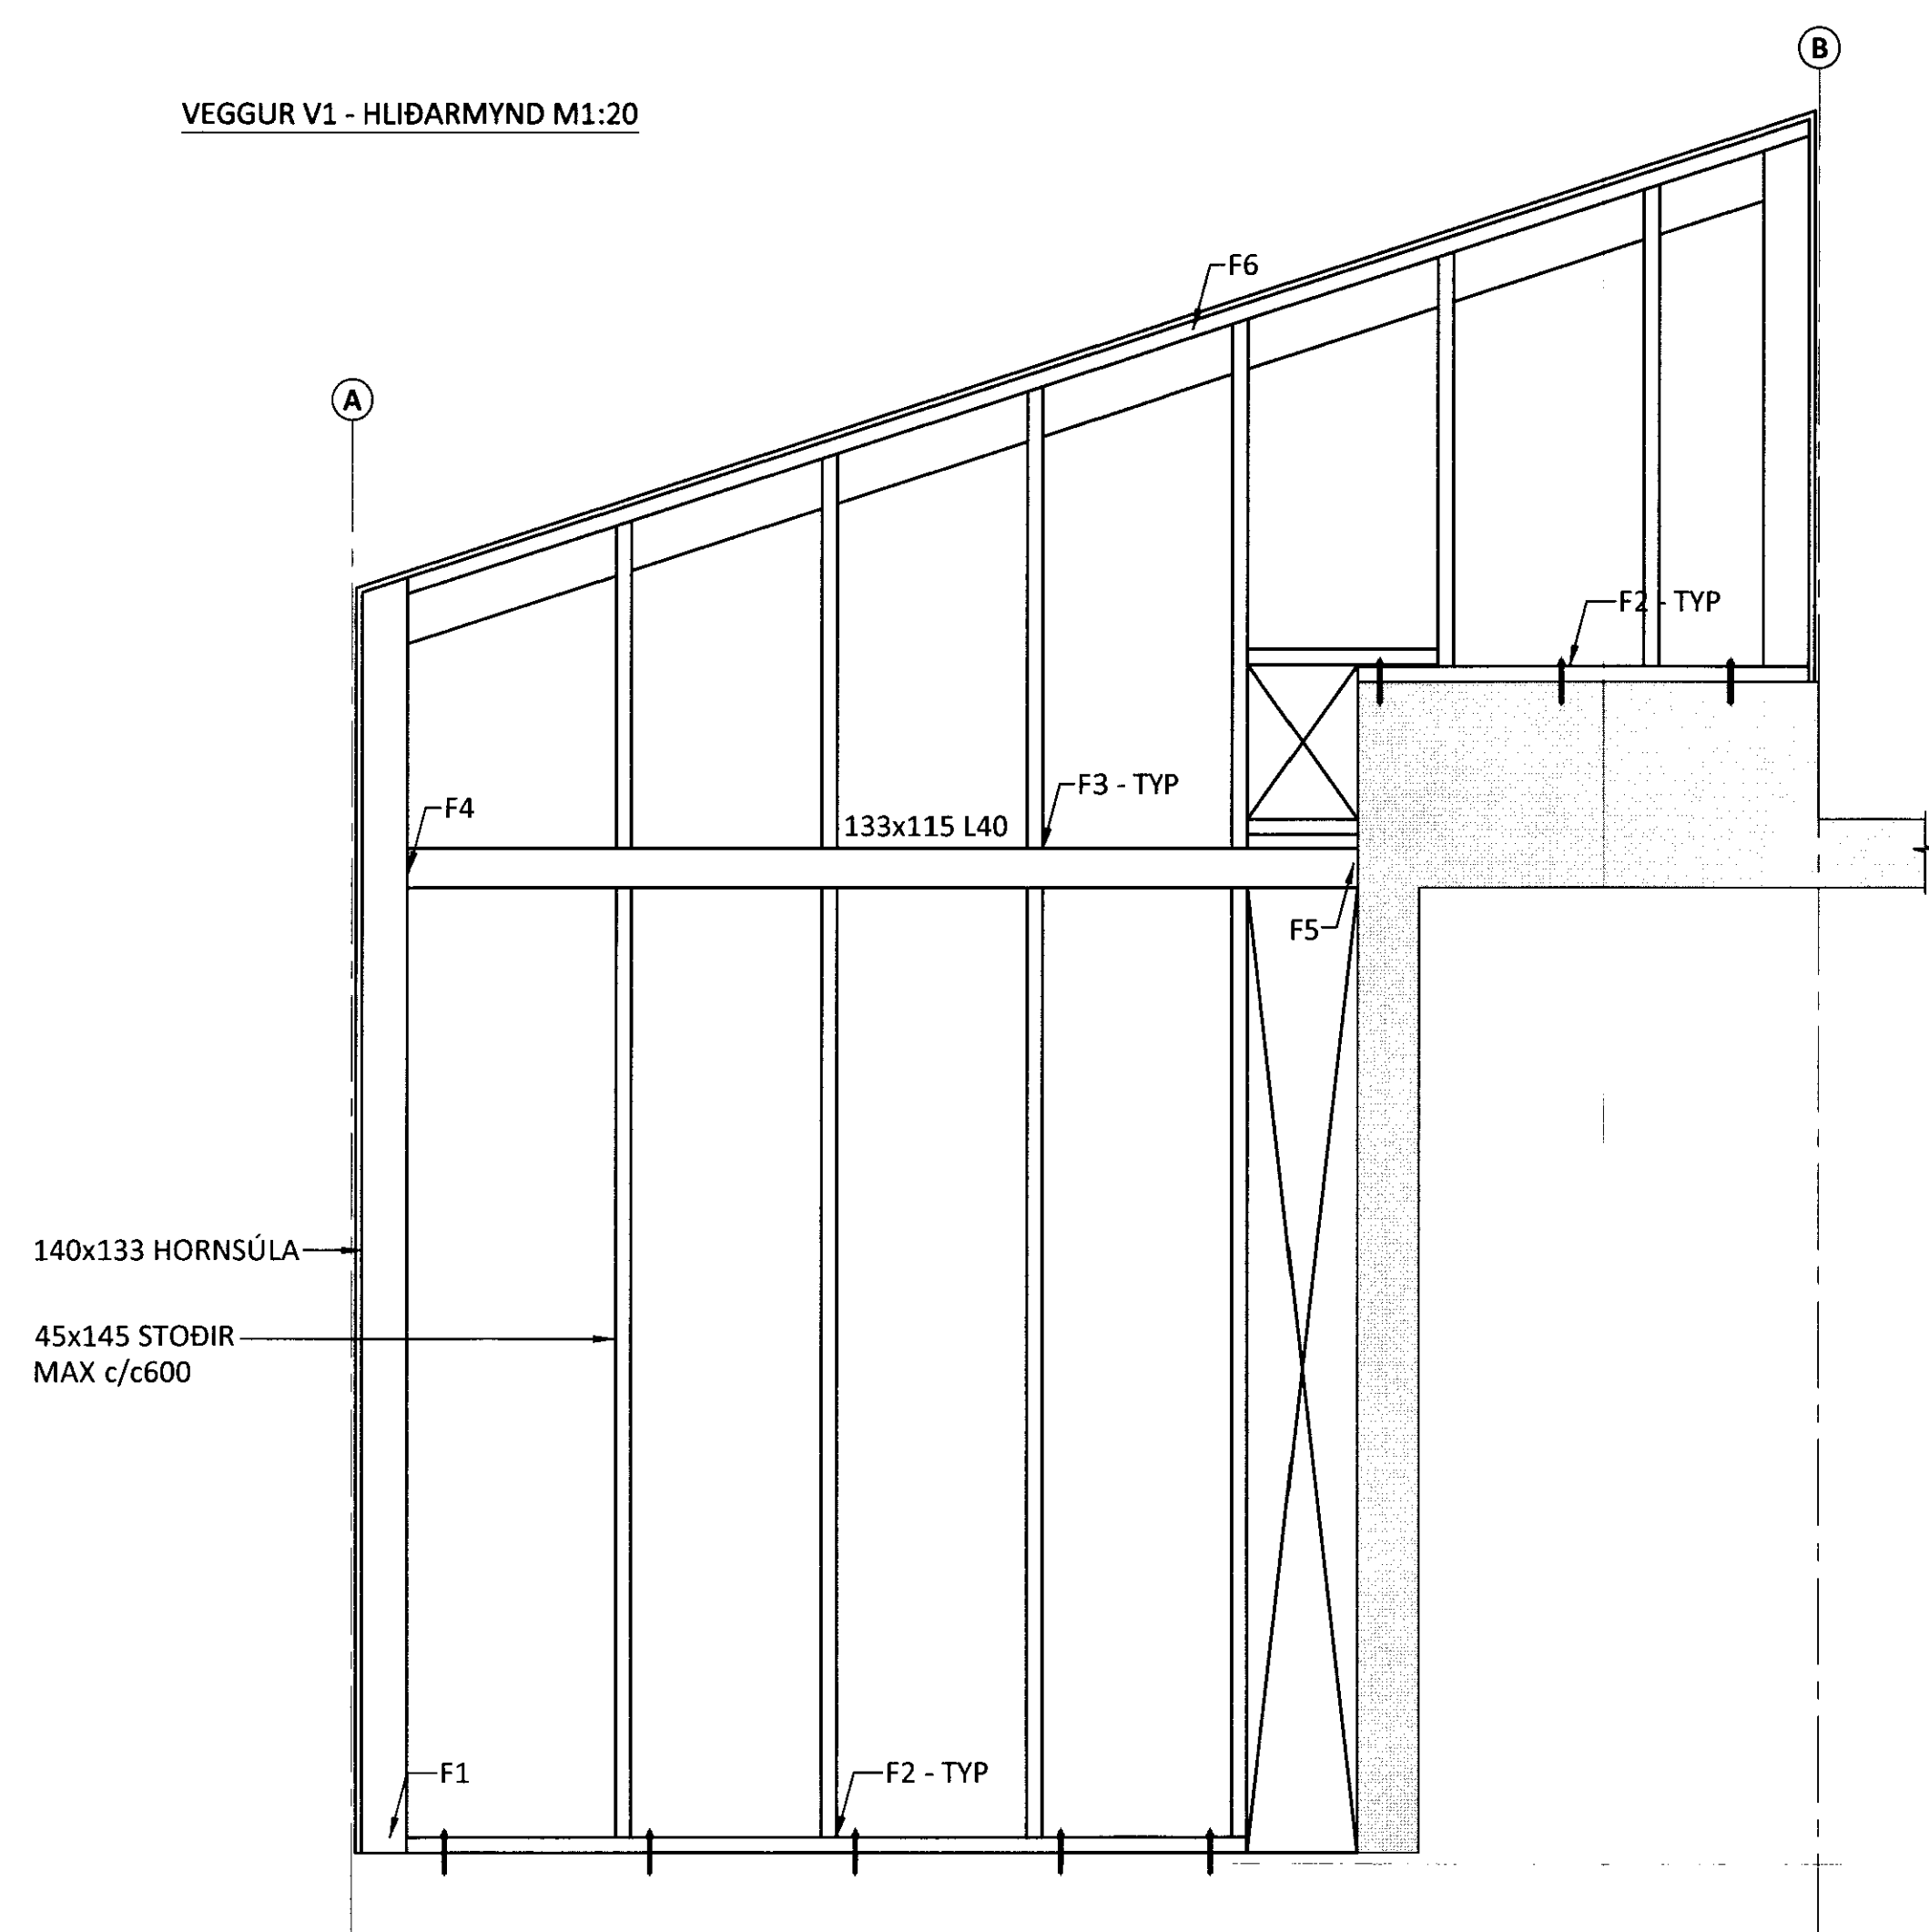 B
VEGGUR V1 - HLIÐARMYND M1:20
F6
A
F2 - TYP
F3 - TYP
F4
133x115 L40
F5
140x133 HORNSÚLA
45x145 STOÐIR
MAX c/c600
F1
F2 - TYP